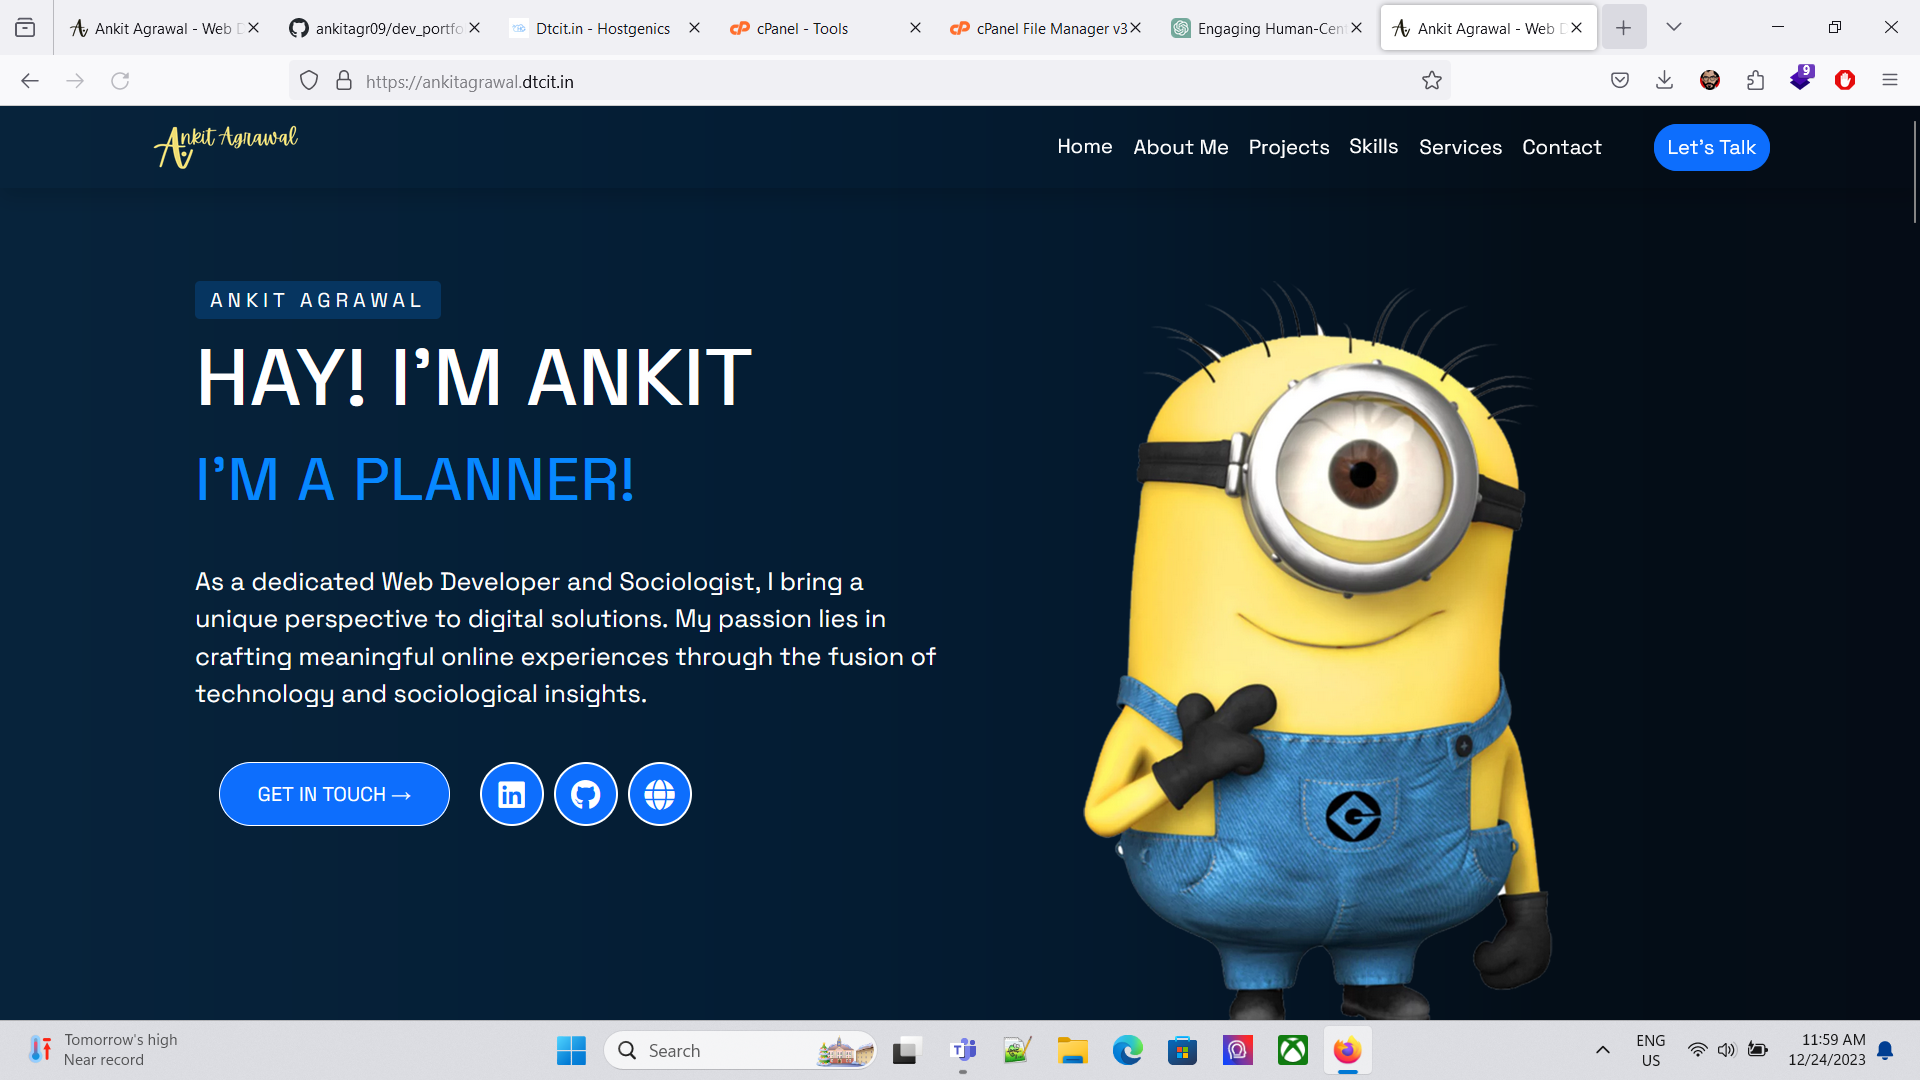 Ankit Agrawal - Web D
ankitagr09/dev_portfo
Dtcit.in - Hostgenics
cPanel - Tools
cPanel File Manager v3
Engaging Human-Cent
Ankit Agrawal - Web D
https://ankitagrawal.dtcit.in
9
Ankit Agrawal
Home
About Me
Projects
Skills
Services
Contact
Let's Talk
ANKIT AGRAWAL
HAY! I'M ANKIT
I'M A PLANNER!
As a dedicated Web Developer and Sociologist, I bring a
unique perspective to digital solutions. My passion lies in
crafting meaningful online experiences through the fusion of
technology and sociological insights.
GET IN TOUCH →
Tomorrow's high
Near record
Search
ENG
US
11:59 AM
12/24/2023